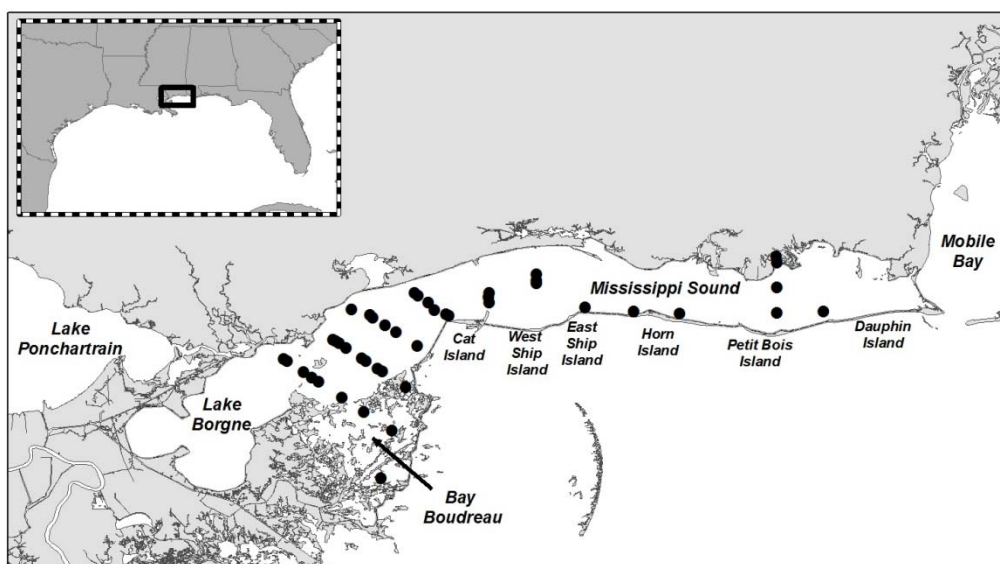 Mobile
Bay
Mississippi Sound
Lake
Ponchartrain
Cat
Island
West
Ship
Island
East
Ship
Island
Horn
Island
Petit Bois
Island
Dauphin
Island
Lake
Borgne
Bay
Boudreau